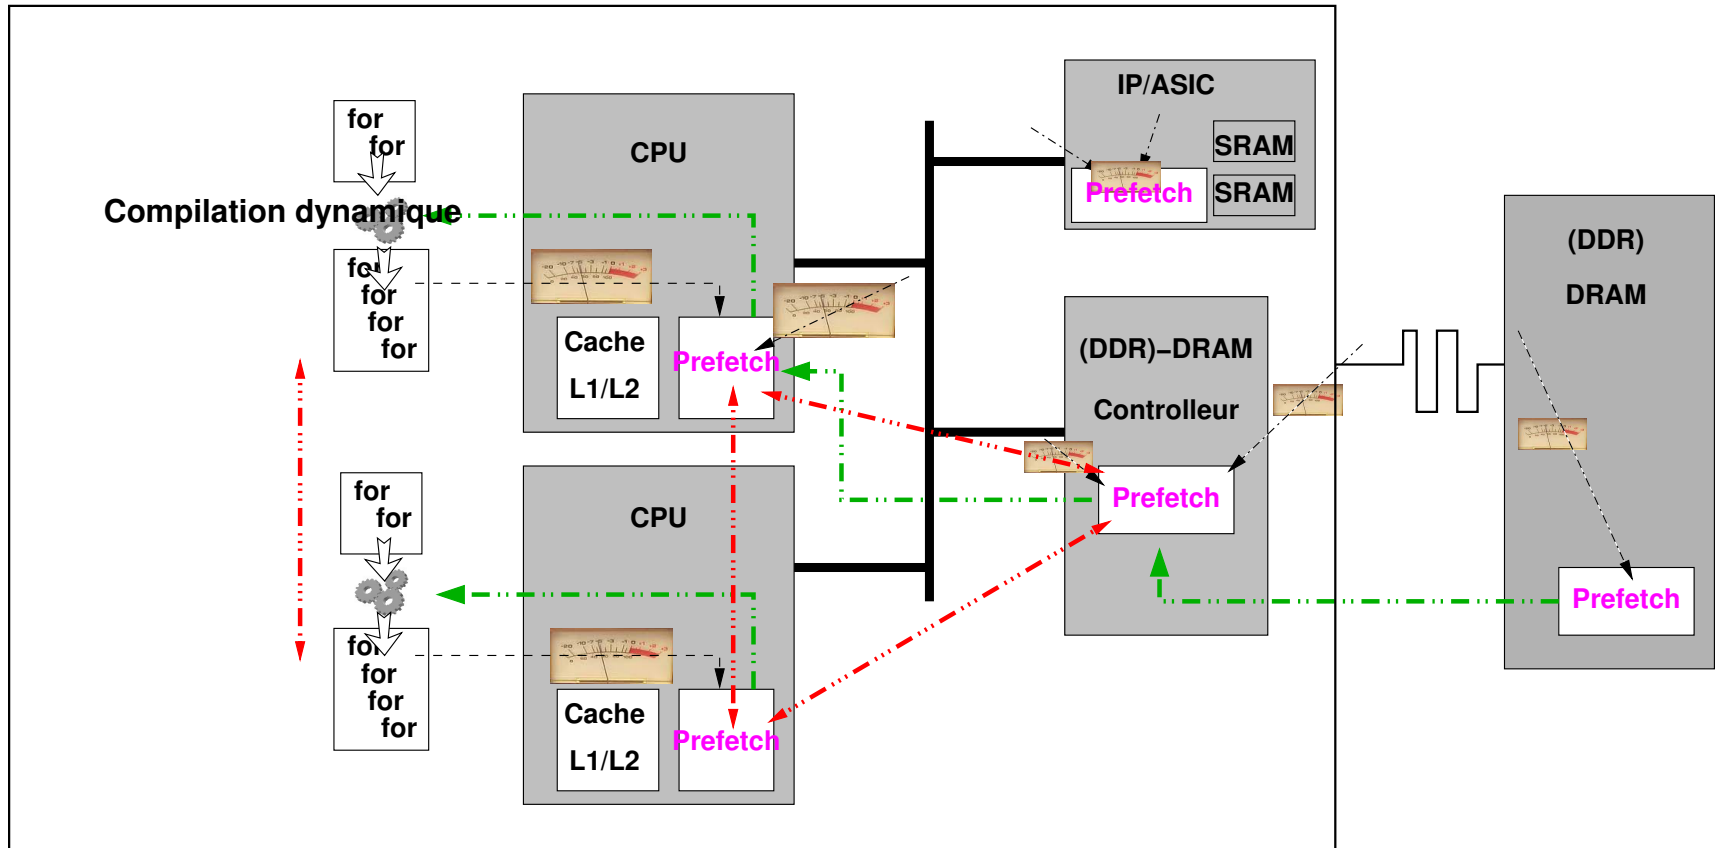 for
for
Compilation dynamique
for
for
for
for
CPU
Cache
L1/L2
Prefetch
for
for
for
for
for
for
CPU
Cache
L1/L2
Prefetch
IP/ASIC
SRAM
SRAM
Prefetch
(DDR)−DRAM
Controlleur
Prefetch
(DDR)
DRAM
Prefetch